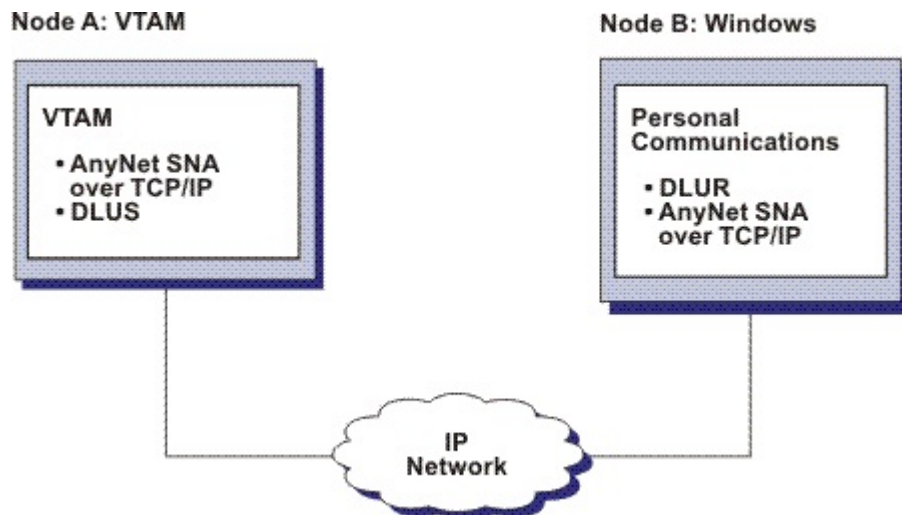 Node A: VTAM
VTAM
▪ AnyNet SNA
over TCP/IP
▪ DLUS
Node B: Windows
Personal
Communications
▪ DLUR
▪ AnyNet SNA
over TCP/IP
IP
Network